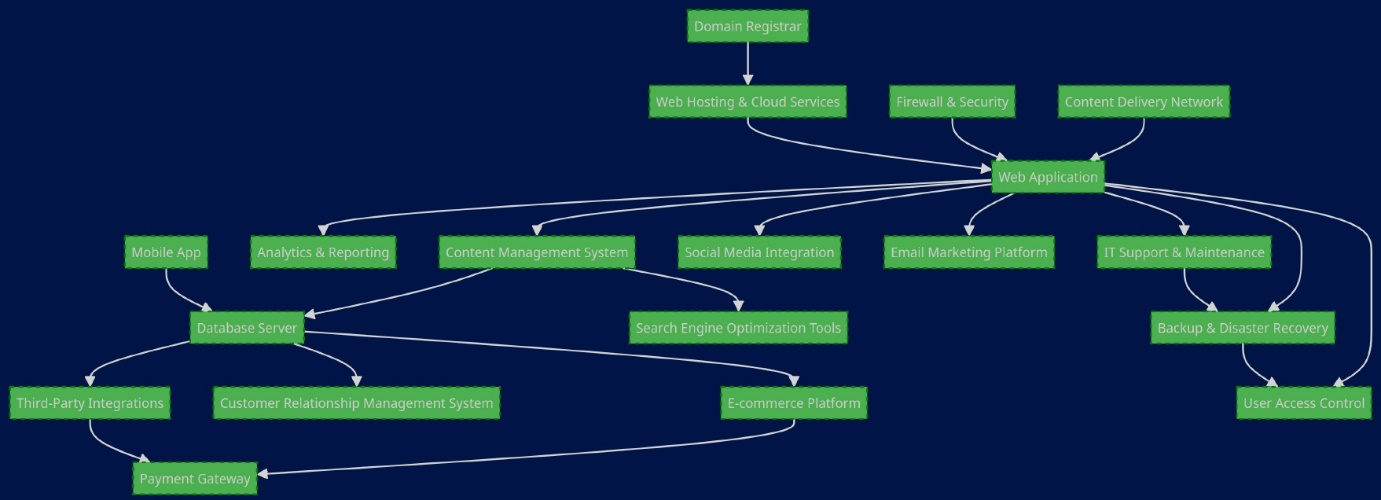 Domain Registrar
Web Hosting & Cloud Services
Firewall & Security
Content Delivery Network
Web Application
Mobile App
Analytics & Reporting
Content Management System
Social Media Integration
Email Marketing Platform
IT Support & Maintenance
Database Server
Search Engine Optimization Tools
Backup & Disaster Recovery
Third-Party Integrations
Customer Relationship Management System
E-commerce Platform
User Access Control
Payment Gateway